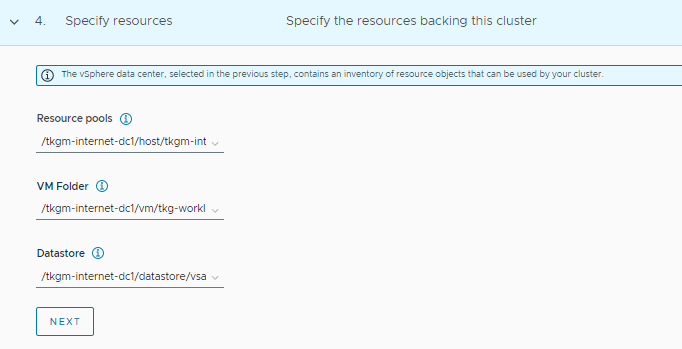 4. Specify resources Specify the resources backing this cluster
The vSphere data center, selected in the previous step, contains an inventory of resource objects that can be used by your cluster.
Resource pools
/tkgm-internet-dc1/host/tkgm-int
VM Folder
/tkgm-internet-dc1/vm/tkg-workl
Datastore
/tkgm-internet-dc1/datastore/vsa
NEXT